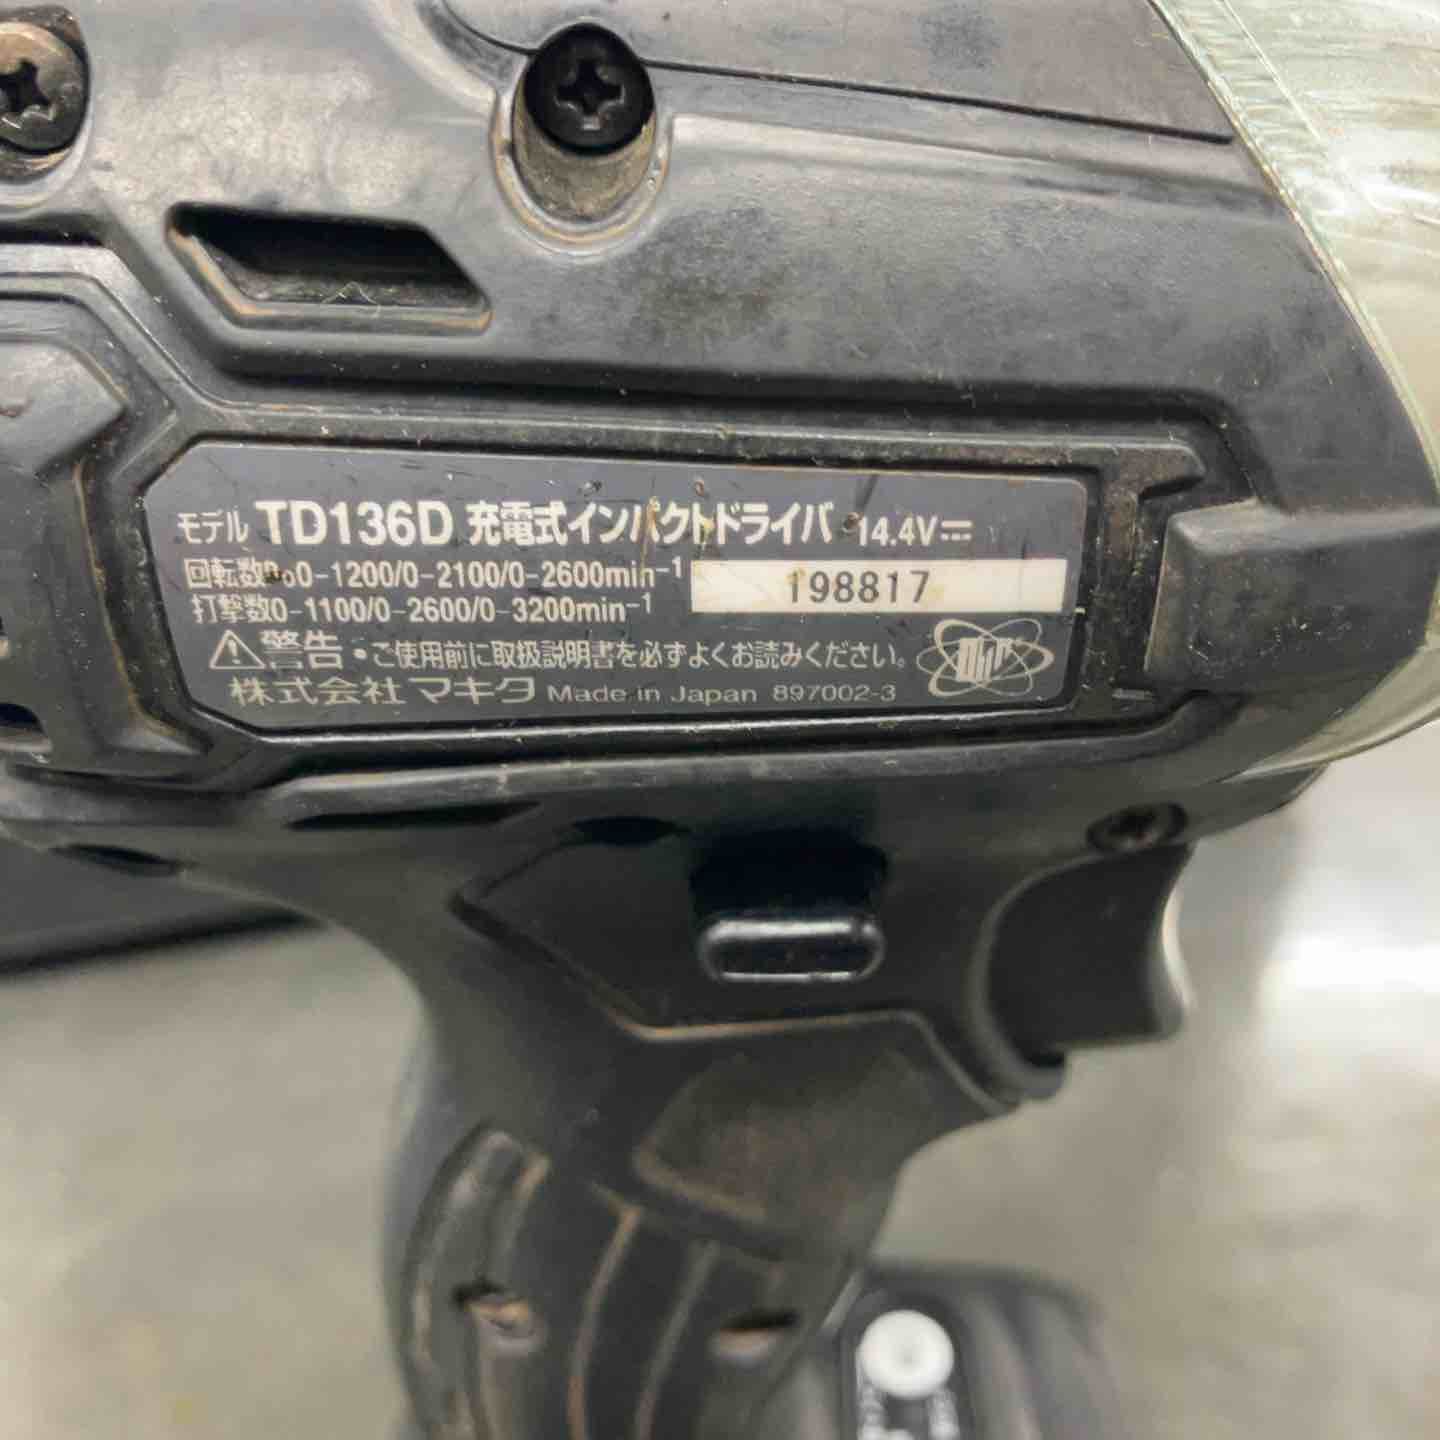 モデル TD136D 充電式インパクトドライバ 14.4V⎓
回転数n₀0-1200/0-2100/0-2600min⁻¹
198817
打撃数0-1100/0-2600/0-3200min⁻¹
⚠警告・ご使用前に取扱説明書を必ずよくお読みください。
株式会社マキタ Made in Japan 897002-3